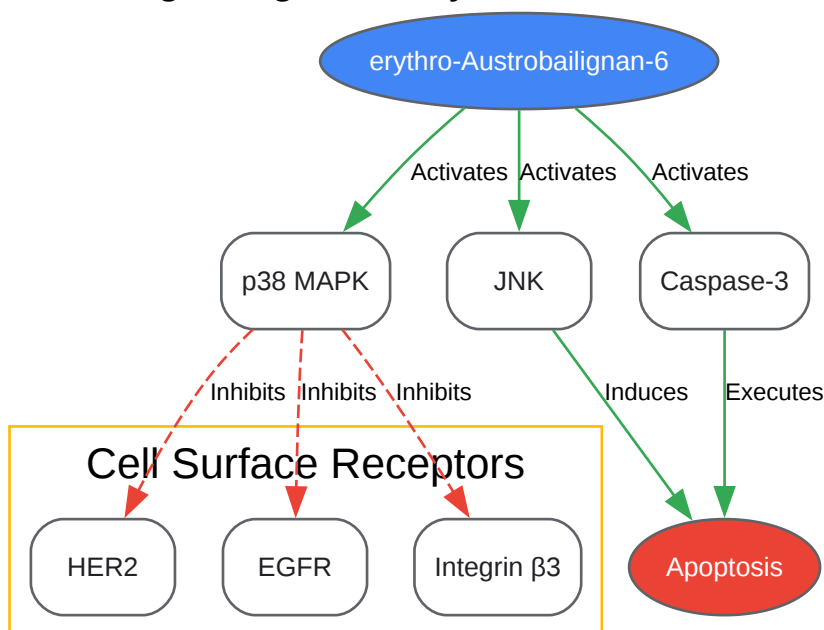 erythro-Austrobailignan-6
Activates Activates Activates
p38 MAPK JNK Caspase-3
Inhibits Inhibits Inhibits Induces Executes
Cell Surface Receptors
HER2 EGFR Integrin β3 Apoptosis